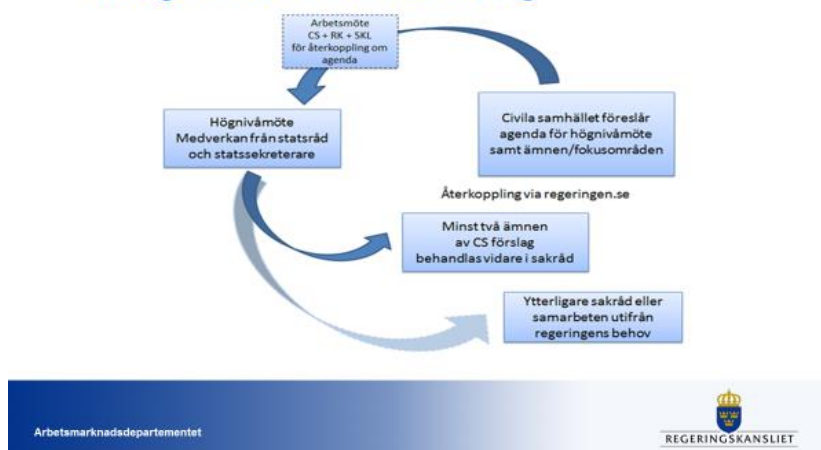 Arbetsmöte
CS + RK + SKL
för återkoppling om
agenda
Högnivåmöte
Medverkan från statsråd
och statssekreterare
Civila samhället föreslår
agenda för högnivåmöte
samt ämnen/fokusområden
Återkoppling via regeringen.se
Minst två ämnen
av CS förslag
behandlas vidare i sakråd
Ytterligare sakråd eller
samarbeten utifrån
regeringens behov
Arbetsmarknadsdepartementet
REGERINGSKANSLIET